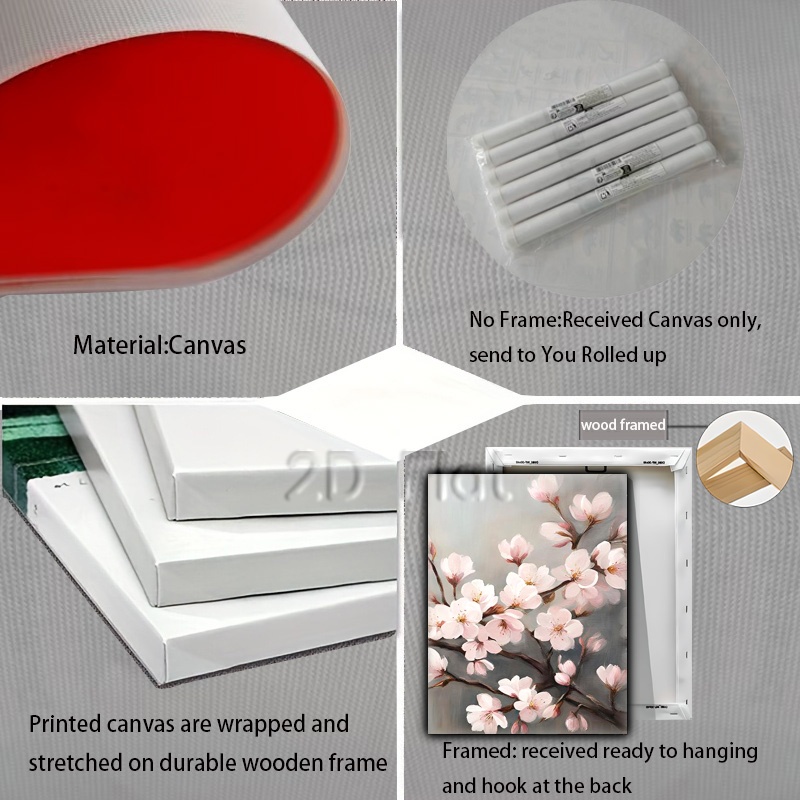 Material:Canvas
No Frame:Received Canvas only,
send to You Rolled up
2D Flat
wood framed
Printed canvas are wrapped and
stretched on durable wooden frame
Framed: received ready to hanging
and hook at the back